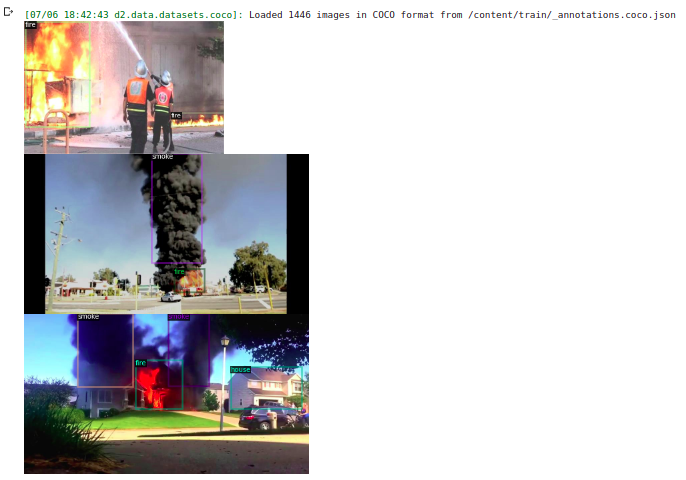 [07/06 18:42:43 d2.data.datasets.coco]: Loaded 1446 images in COCO format from /content/train/_annotations.coco.json
fire
fire
smoke
fire
smoke
smoke
fire
house